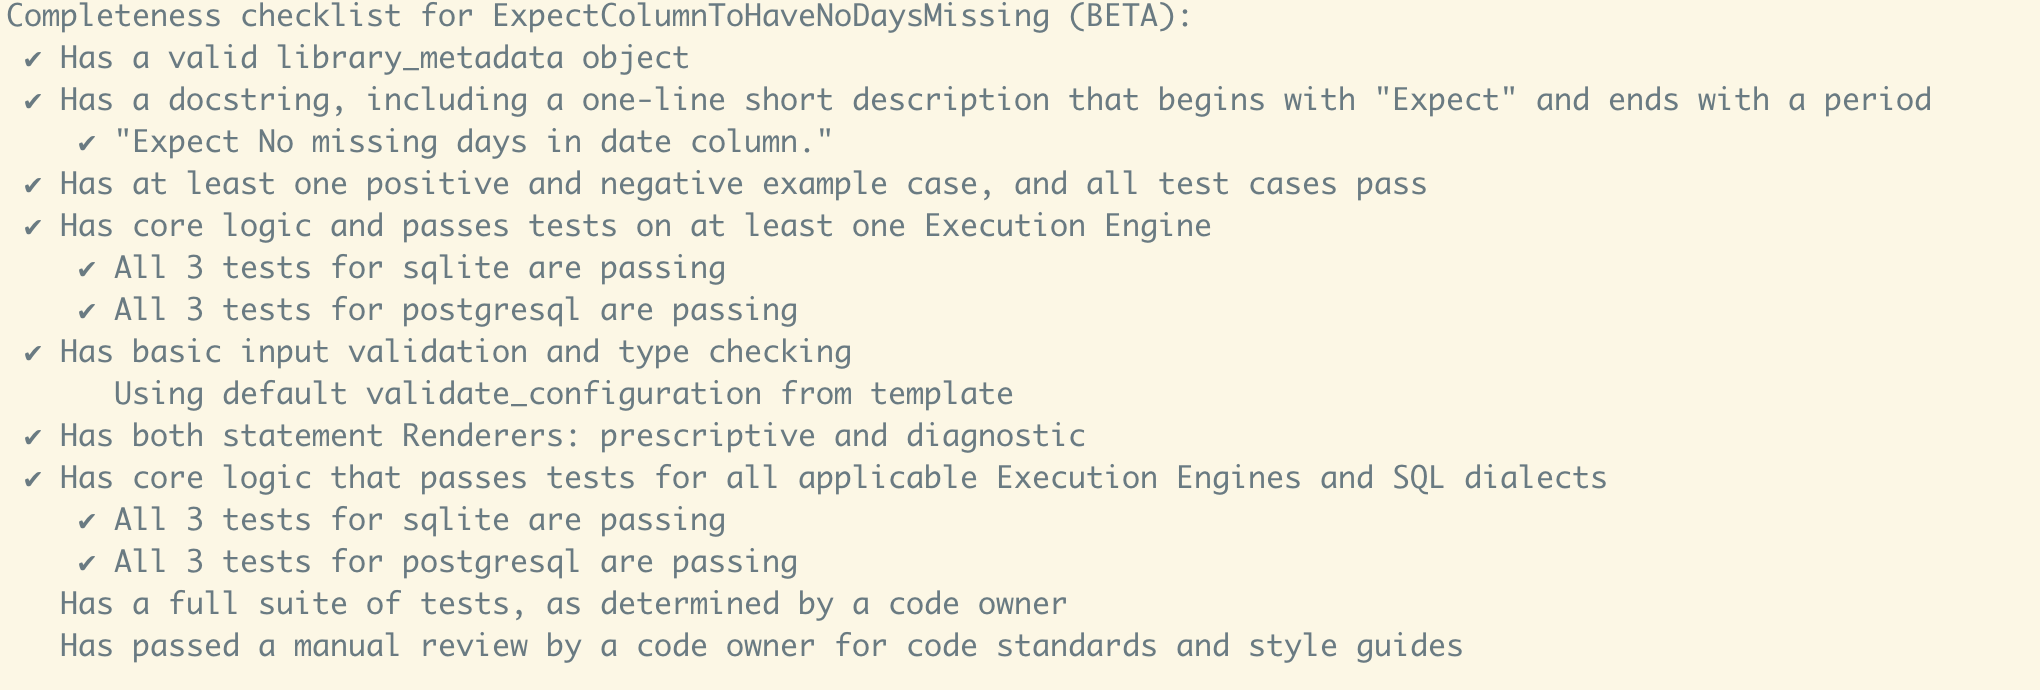 Completeness checklist for ExpectColumnToHaveNoDaysMissing (BETA):
✔ Has a valid library_metadata object
✔ Has a docstring, including a one-line short description that begins with "Expect" and ends with a period
✔ "Expect No missing days in date column."
✔ Has at least one positive and negative example case, and all test cases pass
✔ Has core logic and passes tests on at least one Execution Engine
✔ All 3 tests for sqlite are passing
✔ All 3 tests for postgresql are passing
✔ Has basic input validation and type checking
Using default validate_configuration from template
✔ Has both statement Renderers: prescriptive and diagnostic
✔ Has core logic that passes tests for all applicable Execution Engines and SQL dialects
✔ All 3 tests for sqlite are passing
✔ All 3 tests for postgresql are passing
Has a full suite of tests, as determined by a code owner
Has passed a manual review by a code owner for code standards and style guides